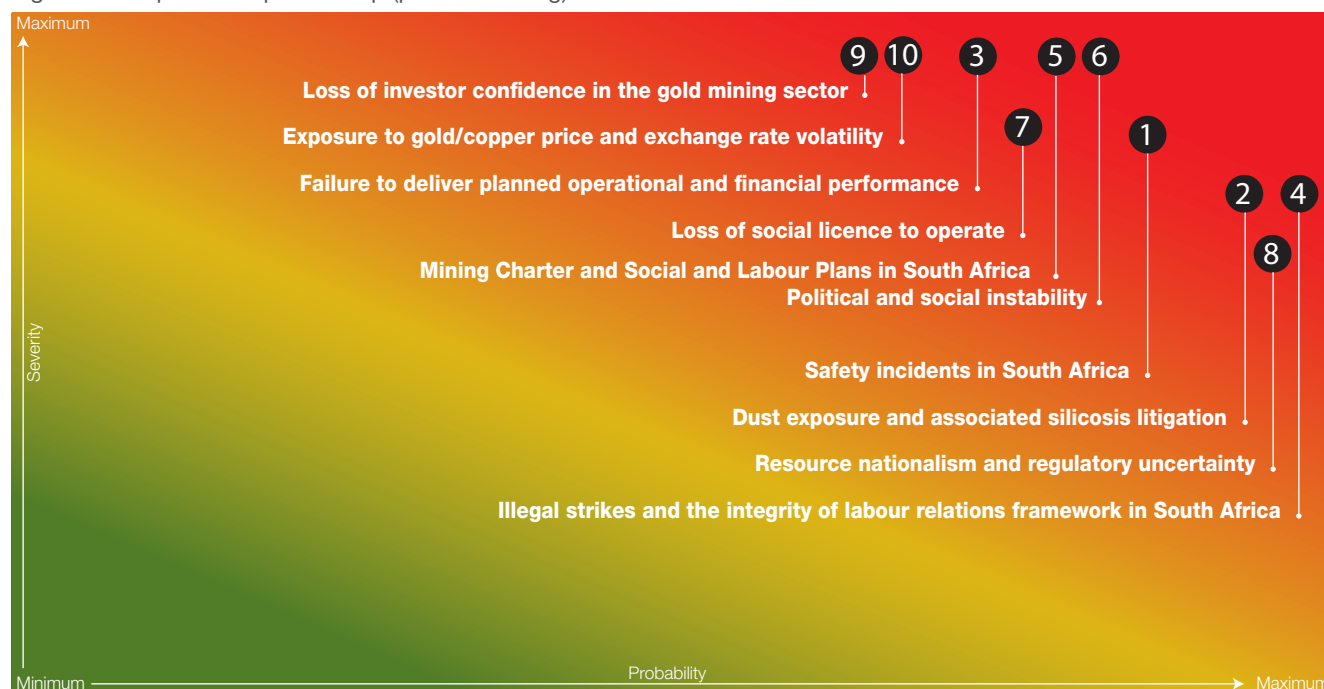 Maximum
9 10 3 5 6
Loss of investor confidence in the gold mining sector
7
1
Exposure to gold/copper price and exchange rate volatility
Failure to deliver planned operational and financial performance
2 4
Loss of social licence to operate
8
Mining Charter and Social and Labour Plans in South Africa
Political and social instability
Severity
Safety incidents in South Africa
Dust exposure and associated silicosis litigation
Resource nationalism and regulatory uncertainty
Illegal strikes and the integrity of labour relations framework in South Africa
Probability
Minimum
Maximum